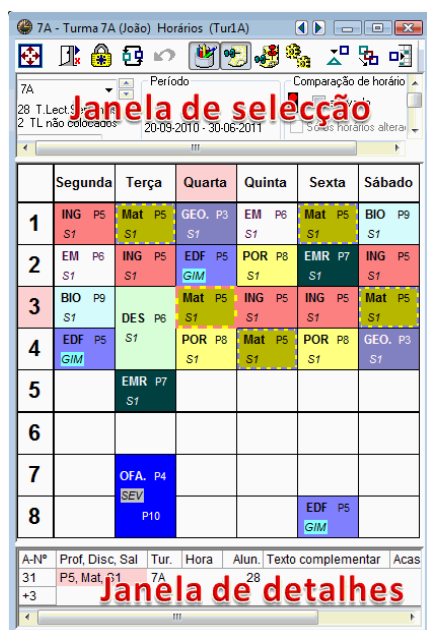 7A - Turma 7A (João) Horários (Tur1A)
7A
Período
Comparação de horário
28 T.Lect.
2 TL não colocados
20-09-2010 - 30-06-2011
Janela de selecção
Segunda Terça Quarta Quinta Sexta Sábado
1 ING P5 Mat P5 GEO. P3 EM P6 Mat P5 BIO P9
S1 S1 S1 S1 S1 S1
2 EM P6 ING P5 EDF P5 POR P8 EMR P7 ING P5
S1 S1 GIM S1 S1 S1
3 BIO P9 DES P6 Mat P5 ING P5 ING P5 Mat P5
S1 S1 S1 S1 S1 S1
4 EDF P5 POR P8 Mat P5 POR P8 GEO. P3
GIM S1 S1 S1 S1
5 EMR P7
S1
6
7 OFA. P4
SEV
8 P10 EDF P5
GIM
A-Nº Prof, Disc, Sal Tur. Hora Alun. Texto complementar Acas
31 P5, Mat, S1 7A 28
+3
Janela de detalhes